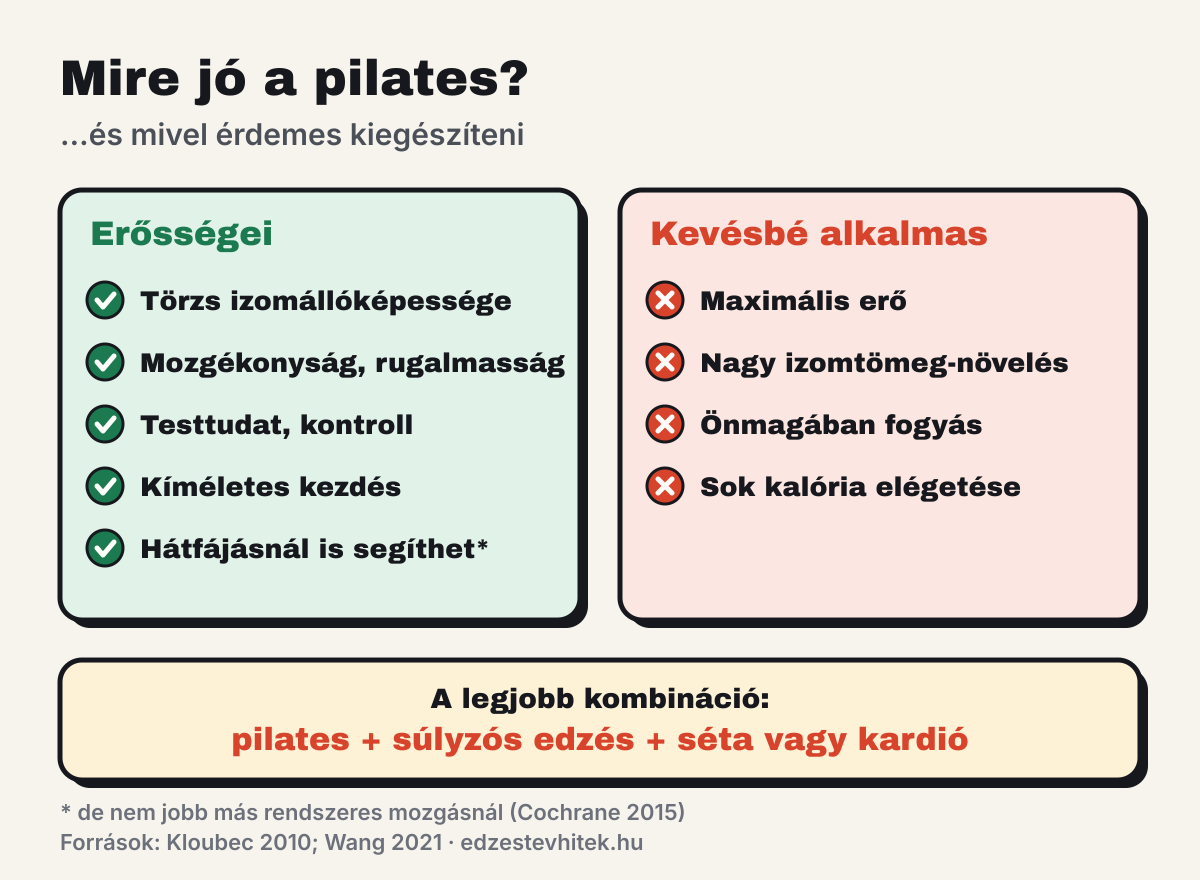 Mire jó a pilates?
...és mivel érdemes kiegészíteni
Erősségei
Törzs izomállóképessége
Mozgékonyság, rugalmasság
Testtudat, kontroll
Kíméletes kezdés
Hátfájásnál is segíthet*
Kevésbé alkalmas
Maximális erő
Nagy izomtömeg-növelés
Önmagában fogyás
Sok kalória elégetése
A legjobb kombináció:
pilates + súlyzós edzés + séta vagy kardió
* de nem jobb más rendszeres mozgásnál (Cochrane 2015)
Források: Kloubec 2010; Wang 2021 · edzestevhitek.hu